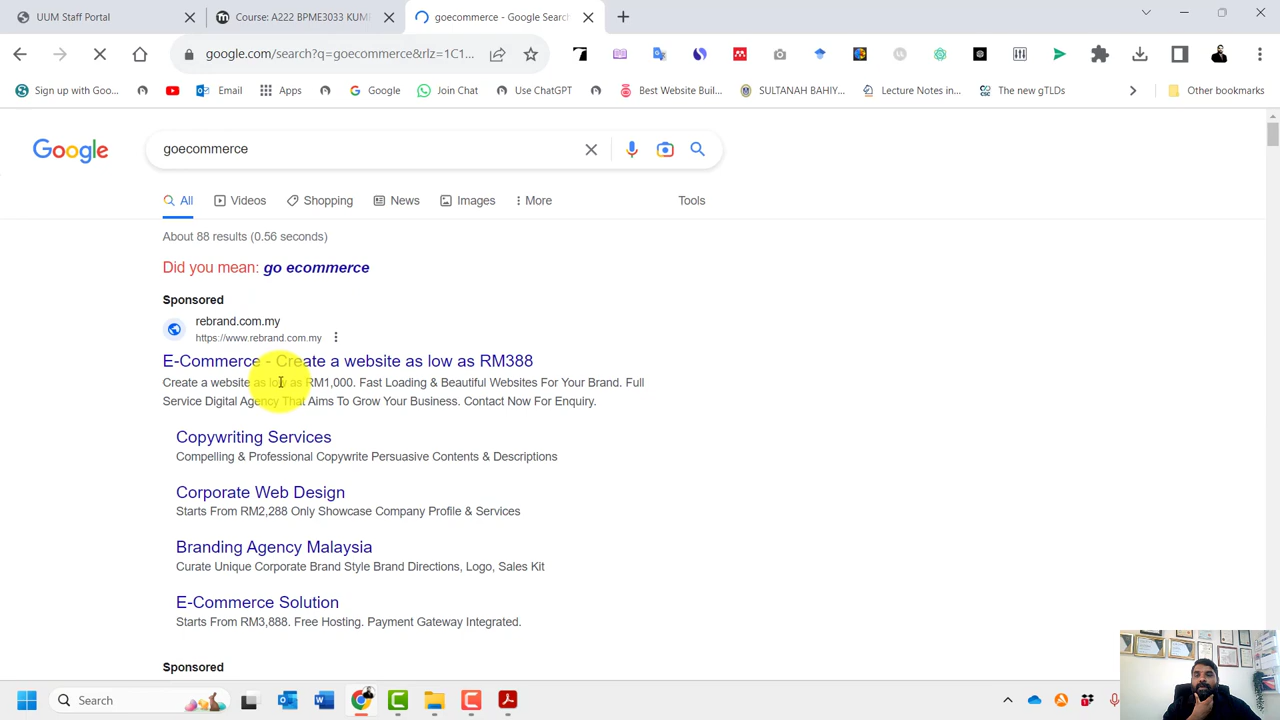 UUM Staff Portal
Course: A222 BPME3033 KUM
goecommerce - Google Search
google.com/search?q=goecommerce&rlz=1C1...
Sign up with Goo...
Email
Apps
Google
Join Chat
Use ChatGPT
Best Website Buil...
SULTANAH BAHIY...
Lecture Notes in...
The new gTLDs
Other bookmarks
Google
goecommerce
All
Videos
Shopping
News
Images
More
Tools
About 88 results (0.56 seconds)
Did you mean: go ecommerce
Sponsored
rebrand.com.my
https://www.rebrand.com.my
E-Commerce - Create a website as low as RM388
Create a website as low as RM1,000. Fast Loading & Beautiful Websites For Your Brand. Full
Service Digital Agency That Aims To Grow Your Business. Contact Now For Enquiry.
Copywriting Services
Compelling & Professional Copywrite Persuasive Contents & Descriptions
Corporate Web Design
Starts From RM2,288 Only Showcase Company Profile & Services
Branding Agency Malaysia
Curate Unique Corporate Brand Style Brand Directions, Logo, Sales Kit
E-Commerce Solution
Starts From RM3,888. Free Hosting. Payment Gateway Integrated.
Sponsored
Search